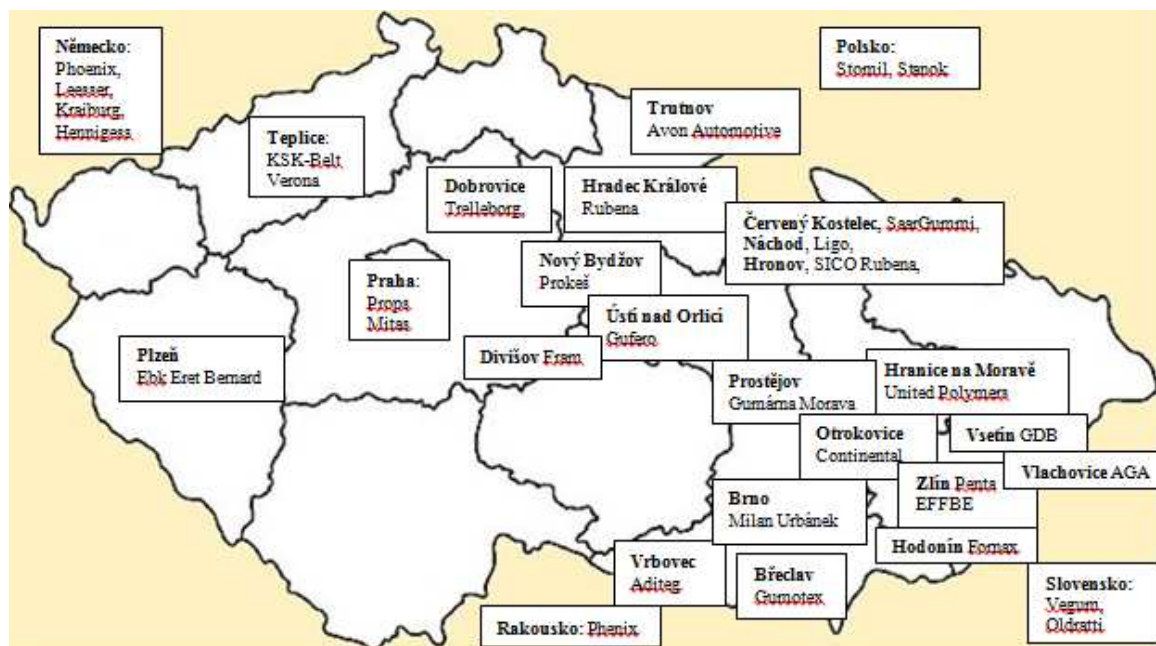 Německo:
Phoenix,
Leesser,
Kraiburg,
Hennigess
Polsko:
Stomil, Stanok
Trutnov
Avon Automotive
Teplice:
KSK-Belt
Verona
Dobrovice
Trelleborg,
Hradec Králové
Rubena
Červený Kostelec, SaarGummi,
Náchod, Ligo,
Hronov, SICO Rubena,
Nový Bydžov
Prokeš
Praha:
Props
Mitas
Ústí nad Orlicí
Gufero
Divišov Fram
Plzeň
Ebk Eret Bernard
Prostějov
Gumárna Morava
Hranice na Moravě
United Polymers
Otrokovice
Continental
Vsetín GDB
Vlachovice AGA
Zlín Penta
EFFBE
Brno
Milan Urbánek
Hodonín Fornax
Vrbovec
Aditeg
Břeclav
Gumotex
Slovensko:
Vegum,
Oldratti
Rakousko: Phenix